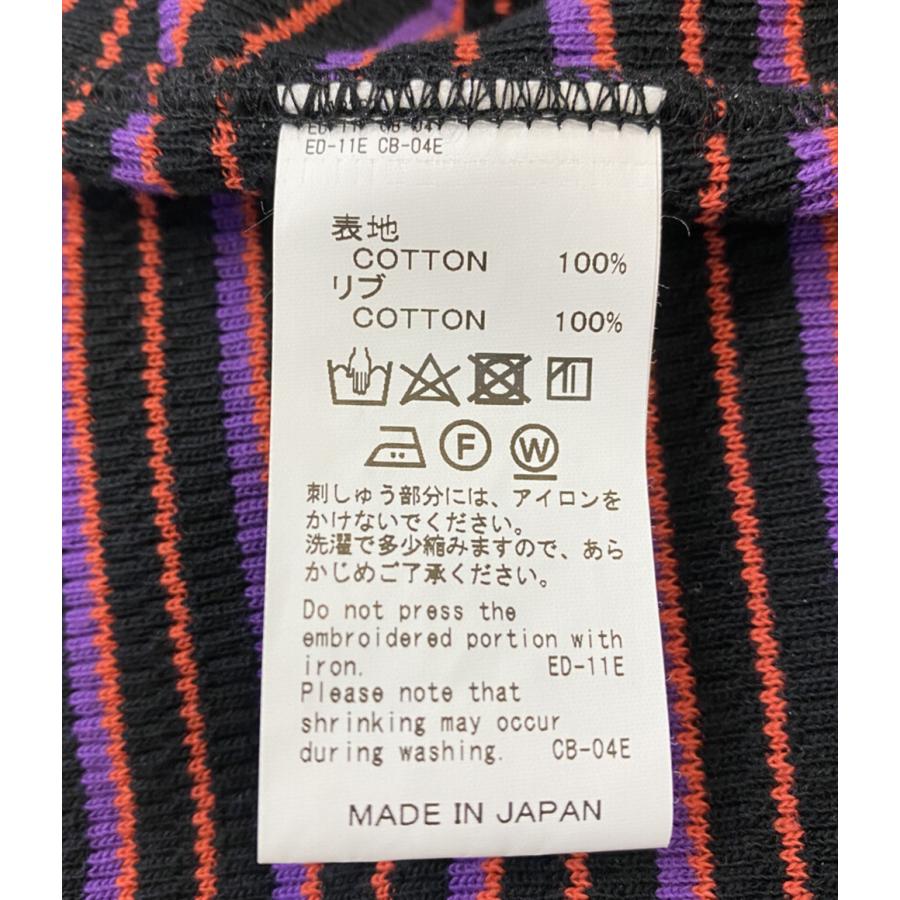 ED-11E CB-04E
表地
COTTON 100%
リブ
COTTON 100%
F W
刺しゅう部分には、アイロンを
かけないでください。
洗濯で多少縮みますので、あら
かじめご了承ください。
Do not press the
embroidered portion with
iron. ED-11E
Please note that
shrinking may occur
during washing. CB-04E
MADE IN JAPAN